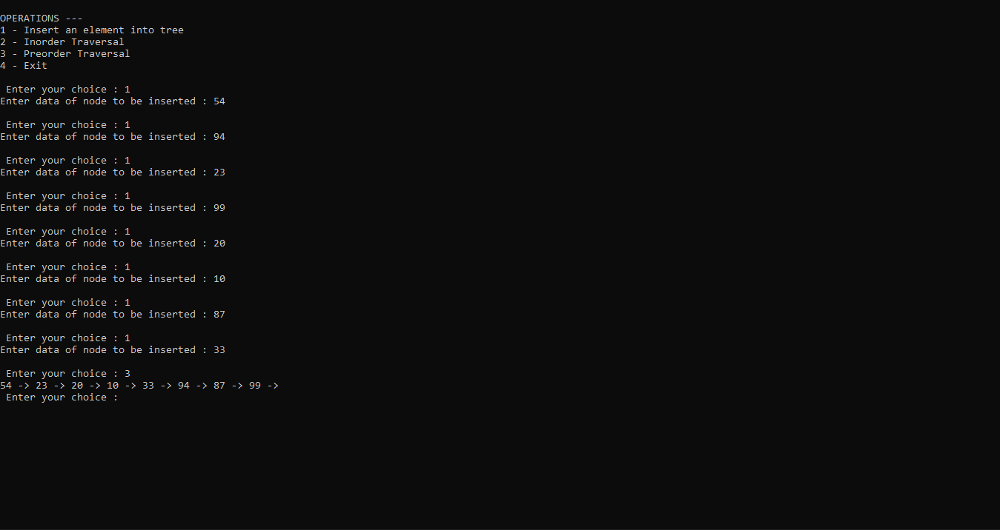 OPERATIONS ---
1 - Insert an element into tree
2 - Inorder Traversal
3 - Preorder Traversal
4 - Exit
Enter your choice : 1
Enter data of node to be inserted : 54
Enter your choice : 1
Enter data of node to be inserted : 94
Enter your choice : 1
Enter data of node to be inserted : 23
Enter your choice : 1
Enter data of node to be inserted : 99
Enter your choice : 1
Enter data of node to be inserted : 20
Enter your choice : 1
Enter data of node to be inserted : 10
Enter your choice : 1
Enter data of node to be inserted : 87
Enter your choice : 1
Enter data of node to be inserted : 33
Enter your choice : 3
54 -> 23 -> 20 -> 10 -> 33 -> 94 -> 87 -> 99 ->
Enter your choice :